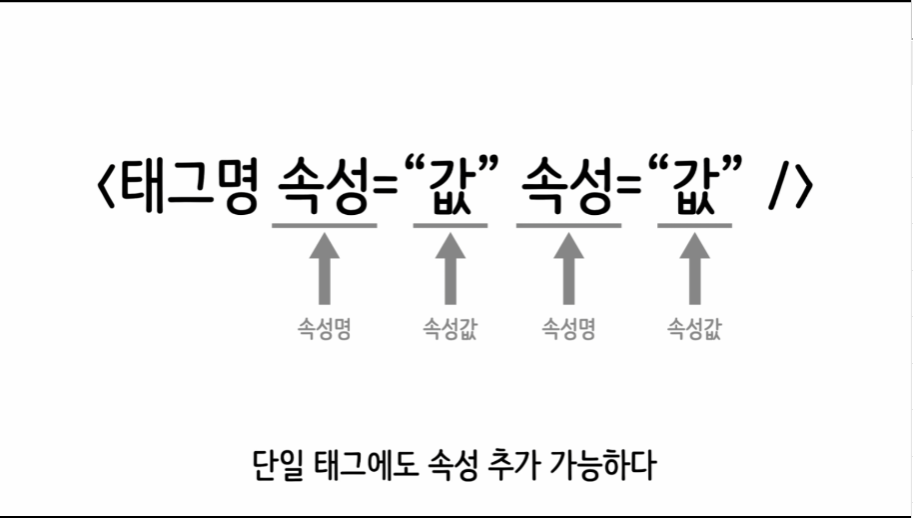 <태그명 속성=“값” 속성=“값” />
속성명 속성값 속성명 속성값
단일 태그에도 속성 추가 가능하다